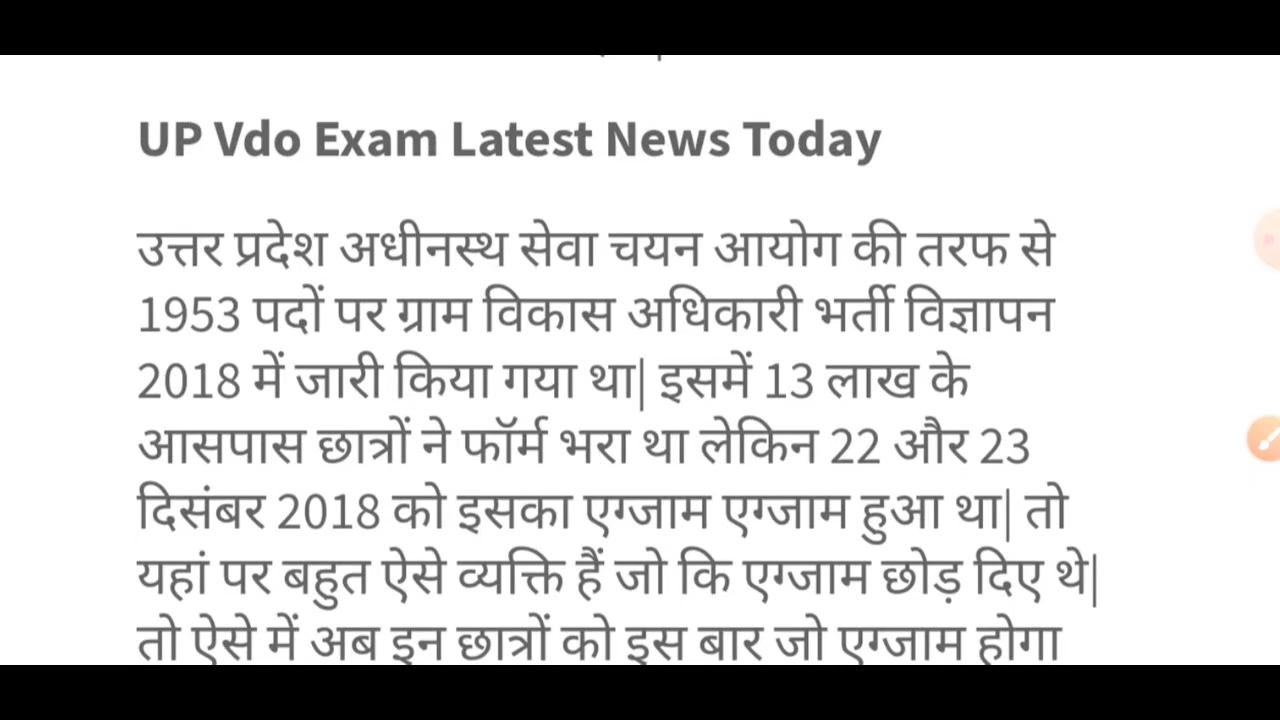 UP Vdo Exam Latest News Today
उत्तर प्रदेश अधीनस्थ सेवा चयन आयोग की तरफ से
1953 पदों पर ग्राम विकास अधिकारी भर्ती विज्ञापन
2018 में जारी किया गया था| इसमें 13 लाख के
आसपास छात्रों ने फॉर्म भरा था लेकिन 22 और 23
दिसंबर 2018 को इसका एग्जाम एग्जाम हुआ था| तो
यहां पर बहुत ऐसे व्यक्ति हैं जो कि एग्जाम छोड़ दिए थे|
तो ऐसे में अब इन छात्रों को इस बार जो एग्जाम होगा